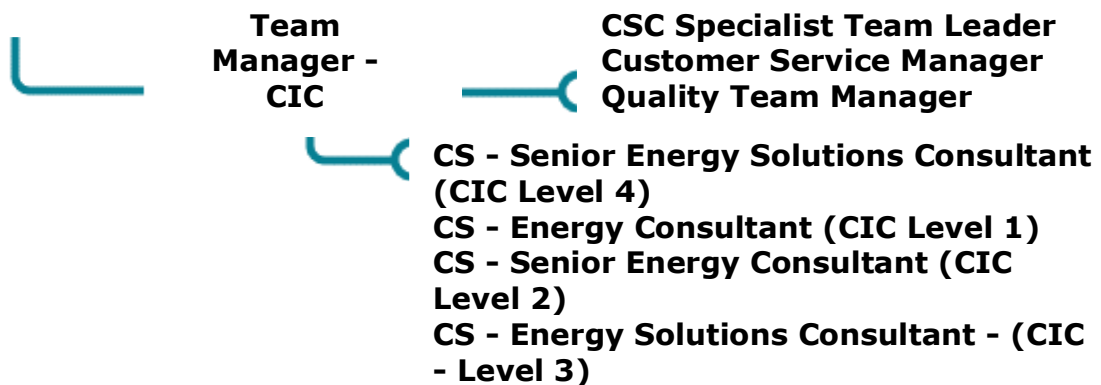 Team
Manager -
CIC
CSC Specialist Team Leader
Customer Service Manager
Quality Team Manager
CS - Senior Energy Solutions Consultant
(CIC Level 4)
CS - Energy Consultant (CIC Level 1)
CS - Senior Energy Consultant (CIC
Level 2)
CS - Energy Solutions Consultant - (CIC
- Level 3)